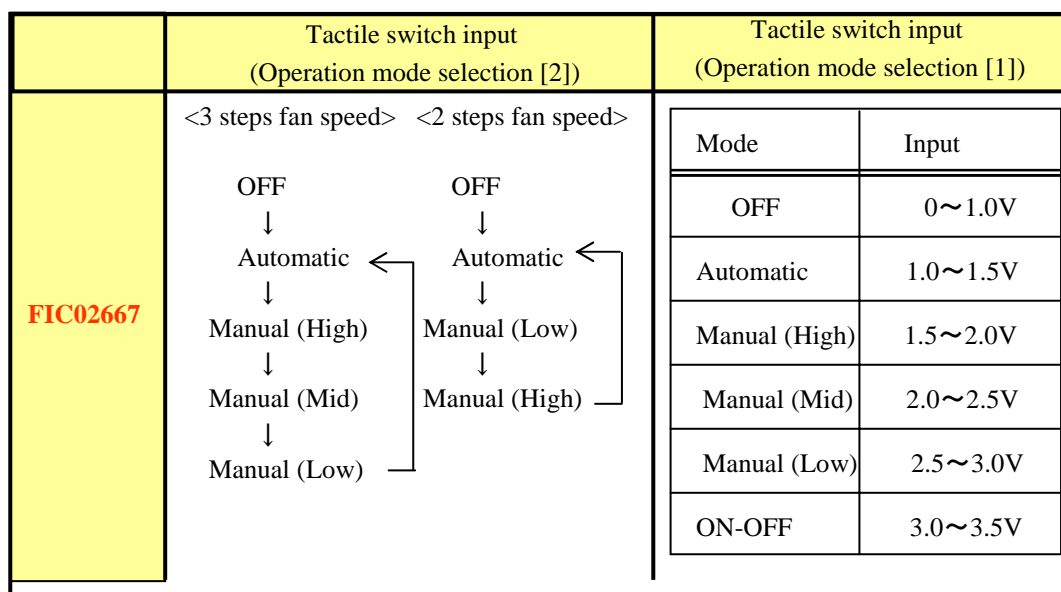 Tactile switch input
(Operation mode selection [2])
Tactile switch input
(Operation mode selection [1])
FIC02667
<3 steps fan speed> <2 steps fan speed>
OFF
↓
Automatic
↓
Manual (High)
↓
Manual (Mid)
↓
Manual (Low)
OFF
↓
Automatic
↓
Manual (Low)
↓
Manual (High)
Mode Input
OFF 0～1.0V
Automatic 1.0～1.5V
Manual (High) 1.5～2.0V
Manual (Mid) 2.0～2.5V
Manual (Low) 2.5～3.0V
ON-OFF 3.0～3.5V